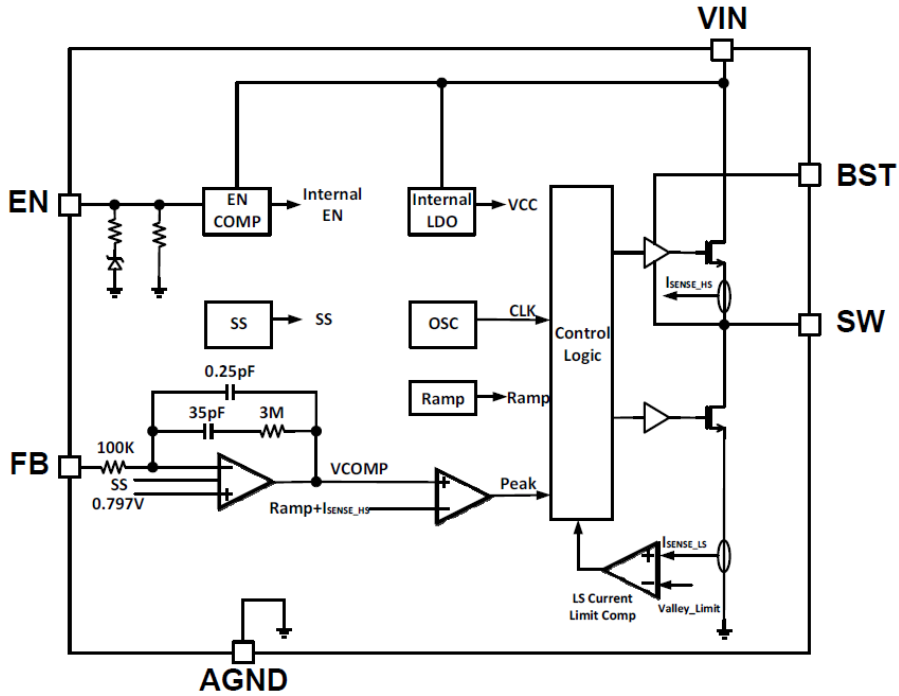 VIN
BST
EN
EN
COMP
Internal
EN
Internal
LDO
VCC
ISENSE_HS
SS
SS
OSC
CLK
Control
Logic
SW
0.25pF
Ramp
Ramp
35pF
3M
100K
FB
VCOMP
SS
0.797V
Peak
Ramp+ISENSE_HS
ISENSE_LS
LS Current
Limit Comp
Valley_Limit
AGND